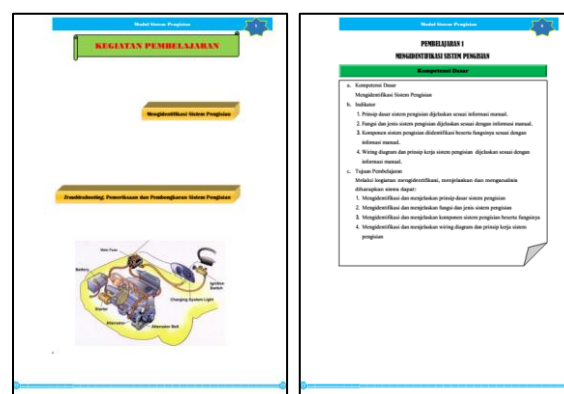 Modul Sistem Pengisian
KEGIATAN PEMBELAJARAN
Mengidentifikasi Sistem Pengisian
Troubleshooting, Pemeriksaan dan Pembongkaran Sistem Pengisian
Battery
Ignition
Switch
Charging System Light
Starter
Alternator
Alternator Belt
Modul Sistem Pengisian
PEMBELAJARAN 1
MENGIDENTIFIKASI SISTEM PENGISIAN
Kompetensi Dasar
a. Kompetensi Dasar
Mengidentifikasi Sistem Pengisian
b. Indikator
1. Prinsip dasar sistem pengisian dijelaskan sesuai informasi manual.
2. Fungsi dan jenis sistem pengisian dijelaskan sesuai dengan informasi manual.
3. Komponen sistem pengisian diidentifikasi beserta fungsinya sesuai dengan
informasi manual.
4. Wiring diagram dan prinsip kerja sistem pengisian dijelaskan sesuai dengan
informasi manual.
c. Tujuan Pembelajaran
Melalui kegiatan mengidentifikasi, menjelaskan dan menganalisis
diharapkan siswa dapat:
1. Mengidentifikasi dan menjelaskan prinsip dasar sistem pengisian
2. Mengidentifikasi dan menjelaskan fungsi dan jenis sistem pengisian
3. Mengidentifikasi dan menjelaskan komponen sistem pengisian beserta fungsinya
4. Mengidentifikasi dan menjelaskan wiring diagram dan prinsip kerja sistem
pengisian